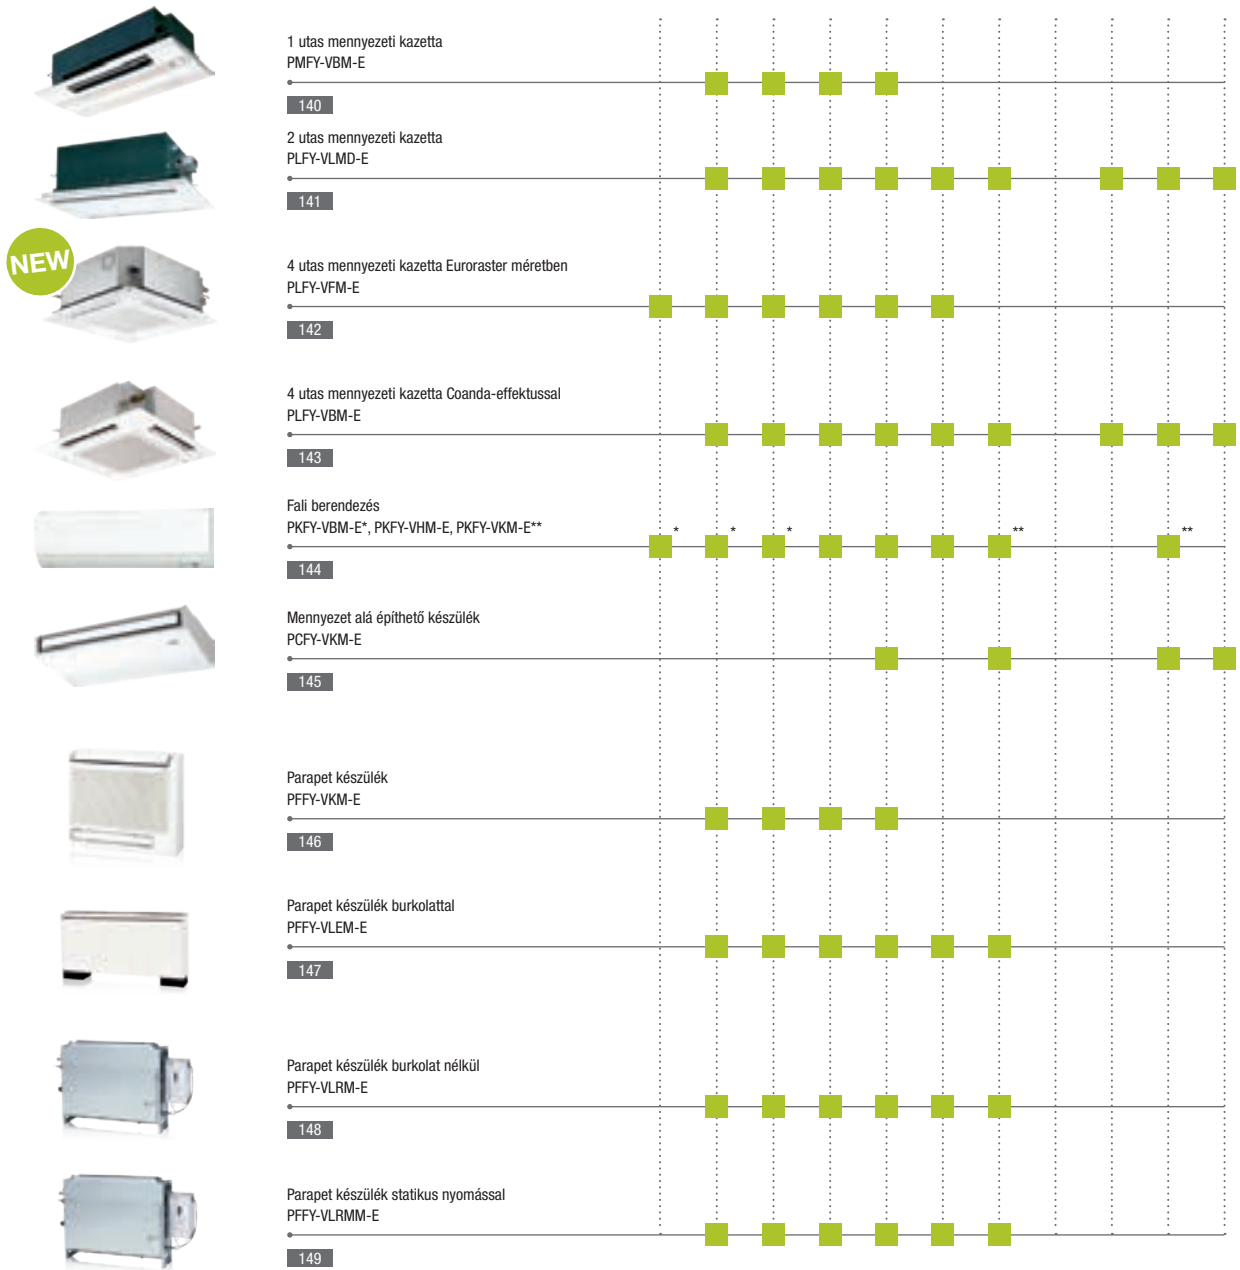 1 utas mennyezeti kazetta
PMFY-VBM-E
140
2 utas mennyezeti kazetta
PLFY-VLMD-E
141
NEW
4 utas mennyezeti kazetta Euroraster méretben
PLFY-VFM-E
142
4 utas mennyezeti kazetta Coanda-effektussal
PLFY-VBM-E
143
Fali berendezés
PKFY-VBM-E*, PKFY-VHM-E, PKFY-VKM-E**
* * * ** **
144
Mennyezet alá építhető készülék
PCFY-VKM-E
145
Parapet készülék
PFFY-VKM-E
146
Parapet készülék burkolattal
PFFY-VLEM-E
147
Parapet készülék burkolat nélkül
PFFY-VLRM-E
148
Parapet készülék statikus nyomással
PFFY-VLRMM-E
149